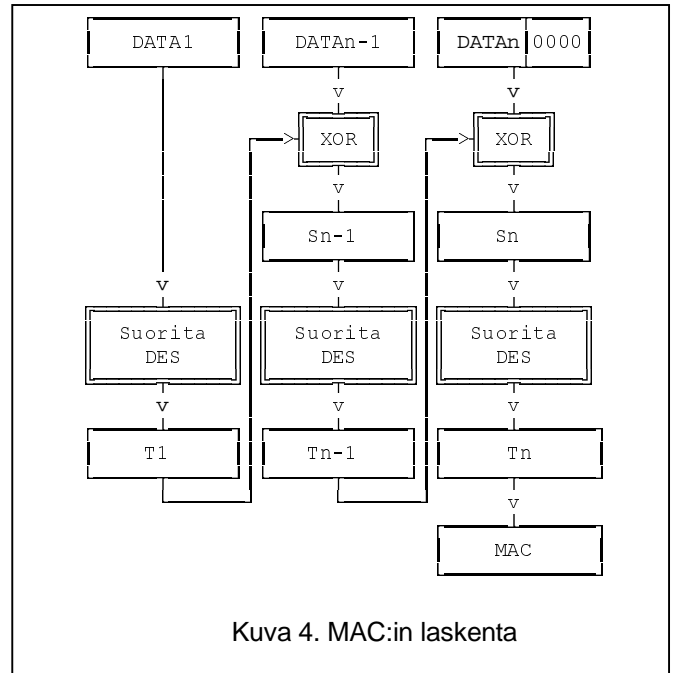 DATA1 DATAn-1 DATAn 0000
v v
> XOR > XOR
v v
Sn-1 Sn
v v v
Suorita Suorita Suorita
DES DES DES
v v v
T1 Tn-1 Tn
v
MAC
Kuva 4. MAC:in laskenta